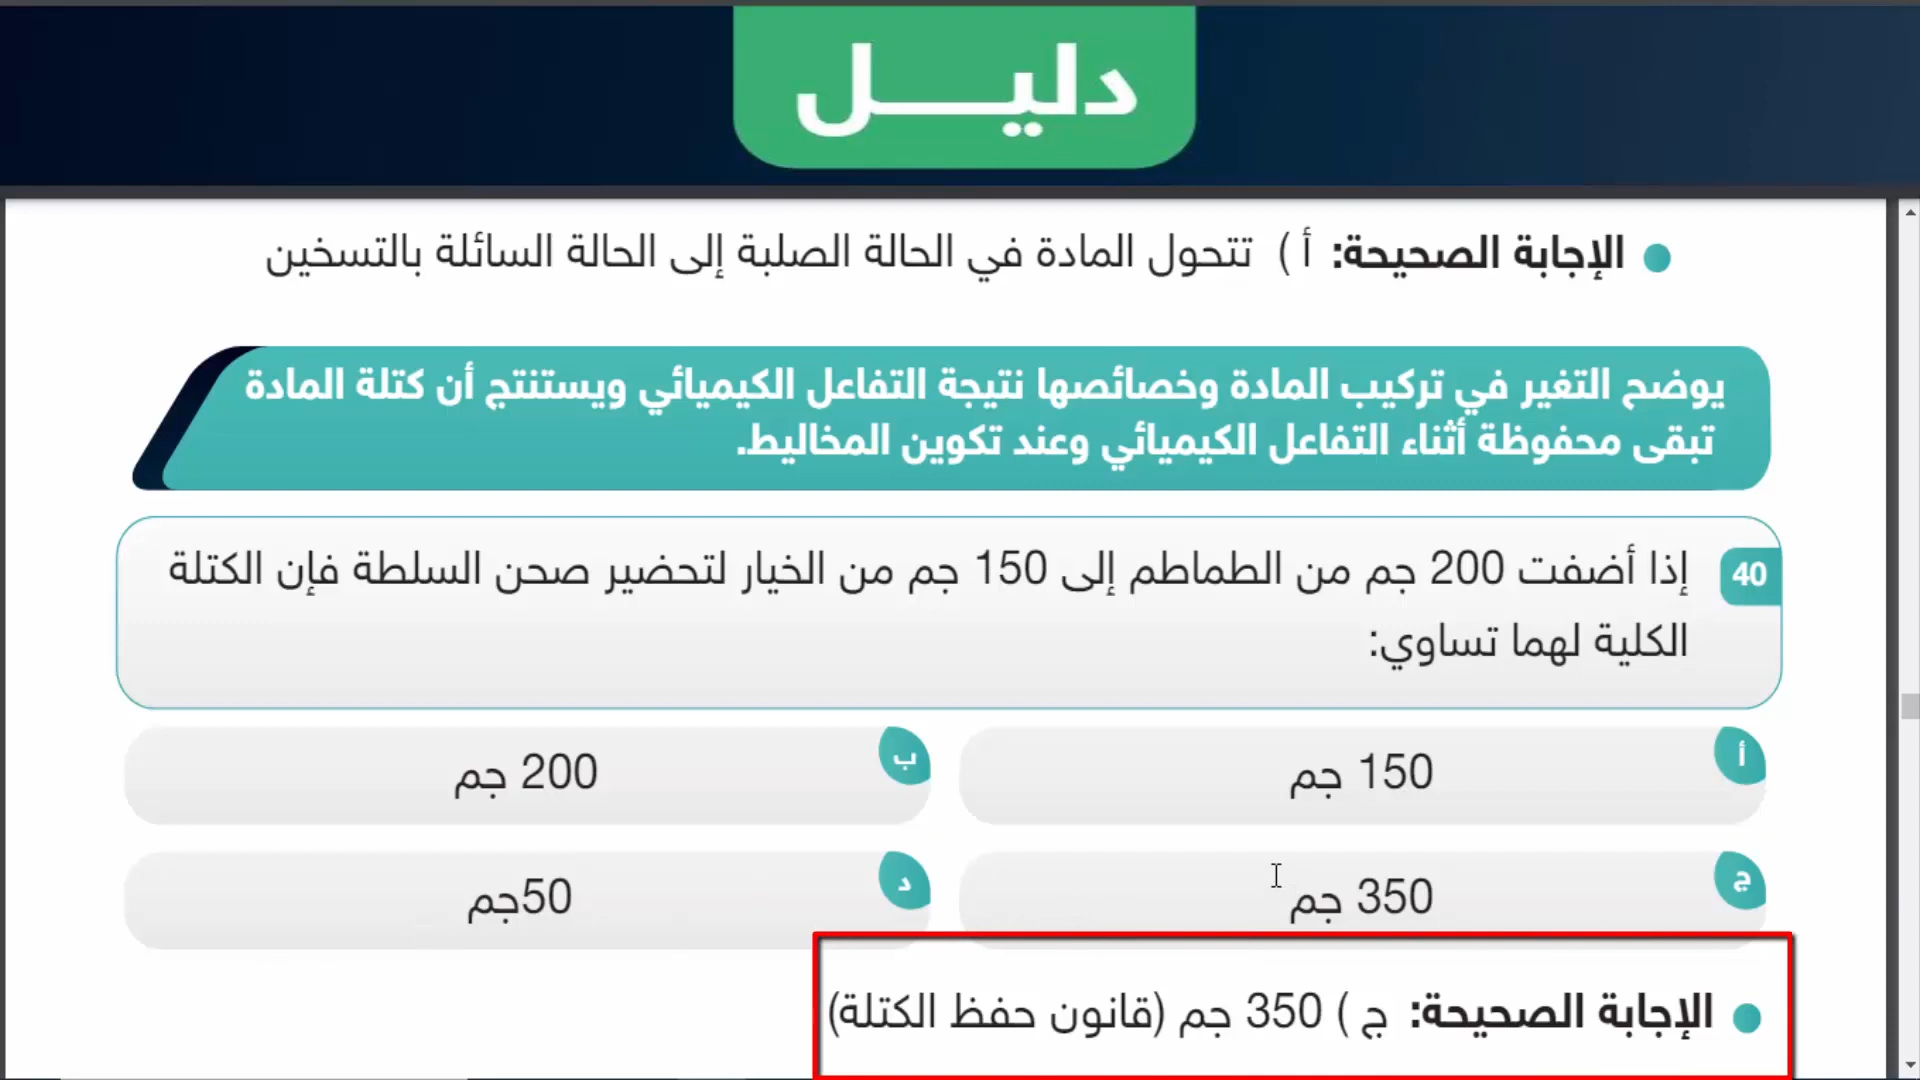 دليـــــل
الإجابة الصحيحة: أ ) تتحول المادة في الحالة الصلبة إلى الحالة السائلة بالتسخين
يوضح التغير في تركيب المادة وخصائصها نتيجة التفاعل الكيميائي ويستنتج أن كتلة المادة
تبقى محفوظة أثناء التفاعل الكيميائي وعند تكوين المخاليط.
40 إذا أضفت 200 جم من الطماطم إلى 150 جم من الخيار لتحضير صحن السلطة فإن الكتلة
الكلية لهما تساوي:
أ 150 جم
ب 200 جم
ج 350 جم
د 50جم
الإجابة الصحيحة: ج ) 350 جم (قانون حفظ الكتلة)